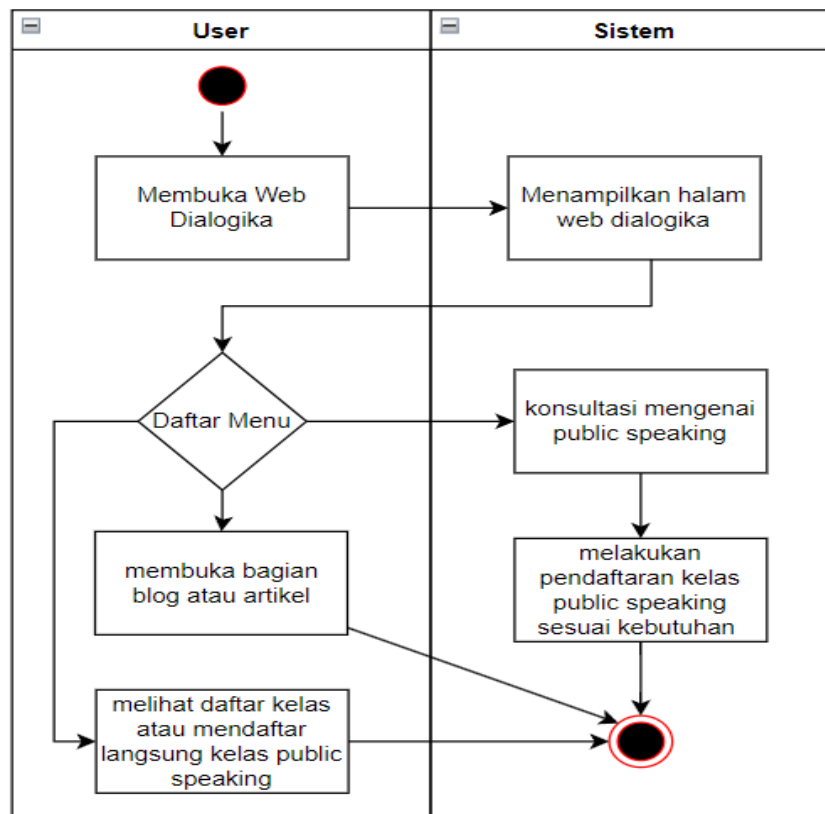 User
Sistem
Membuka Web
Dialogika
Menampilkan halam
web dialogika
Daftar Menu
konsultasi mengenai
public speaking
membuka bagian
blog atau artikel
melakukan
pendaftaran kelas
public speaking
sesuai kebutuhan
melihat daftar kelas
atau mendaftar
langsung kelas public
speaking